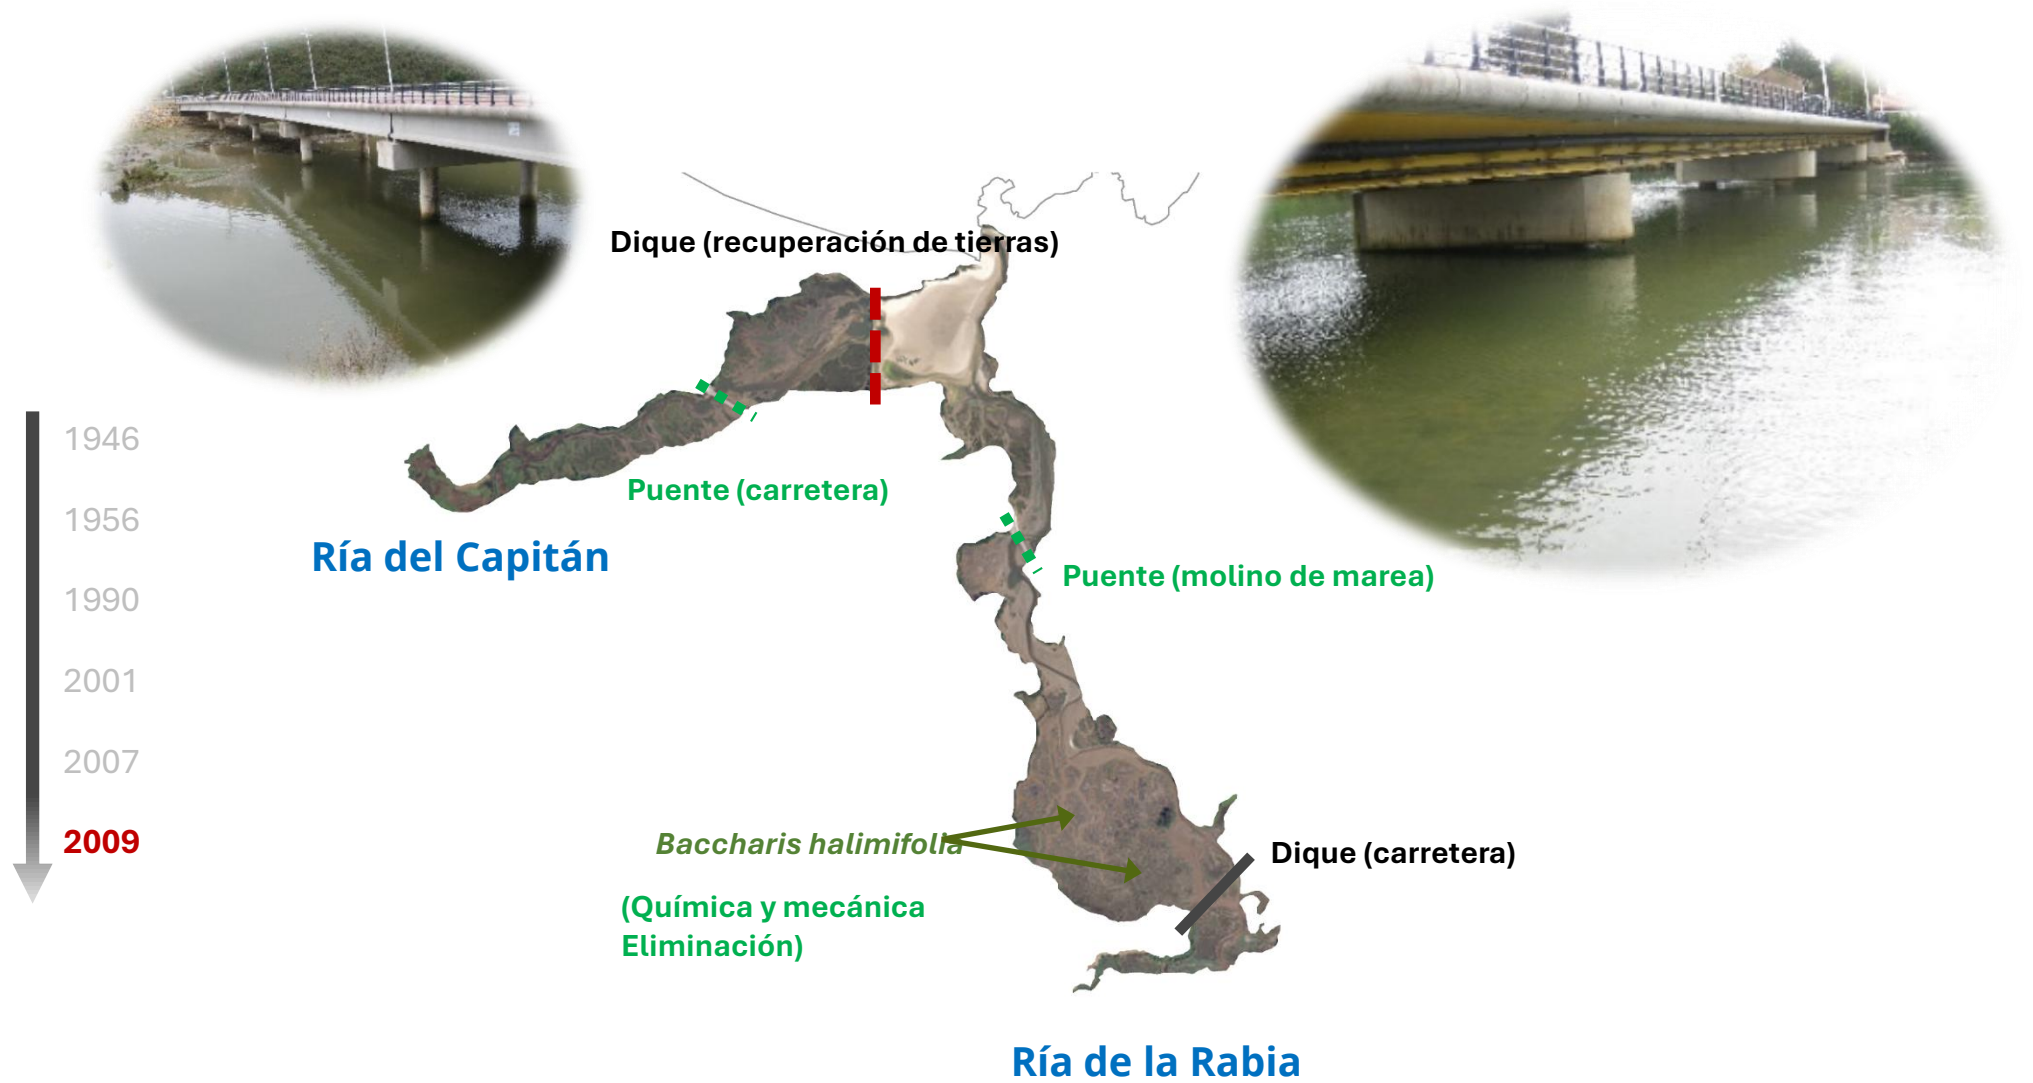 Dique (recuperación de tierras)
1946
1956
1990
2001
2007
2009
Puente (carretera)
Ría del Capitán
Puente (molino de marea)
Baccharis halimifolia
(Química y mecánica
Eliminación)
Dique (carretera)
Ría de la Rabia